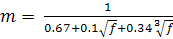 m = 1 / (0.67+0.1√f+0.34∛f)